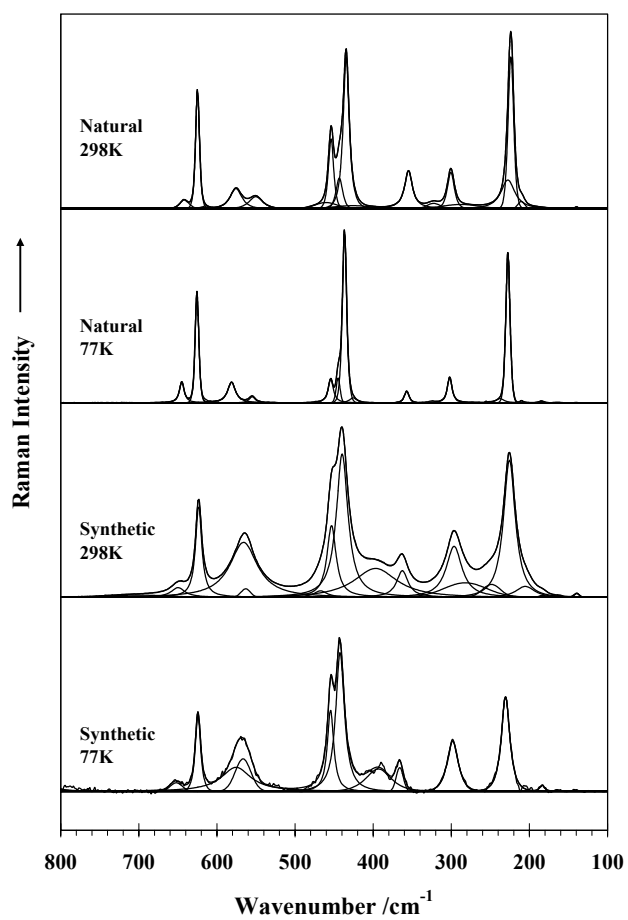 Natural
298K
Natural
77K
Synthetic
298K
Synthetic
77K
Raman Intensity
800 700 600 500 400 300 200 100
Wavenumber /cm-1